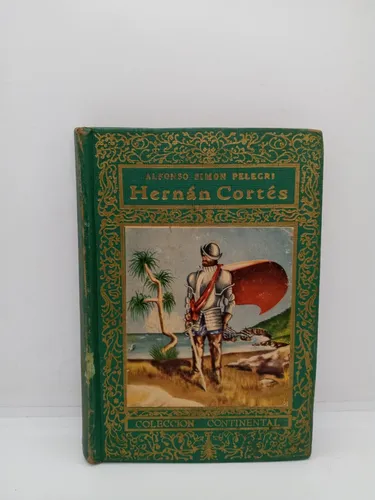 ALFONSO SIMON PELEGRI
Hernán Cortés
COLECCION CONTINENTAL